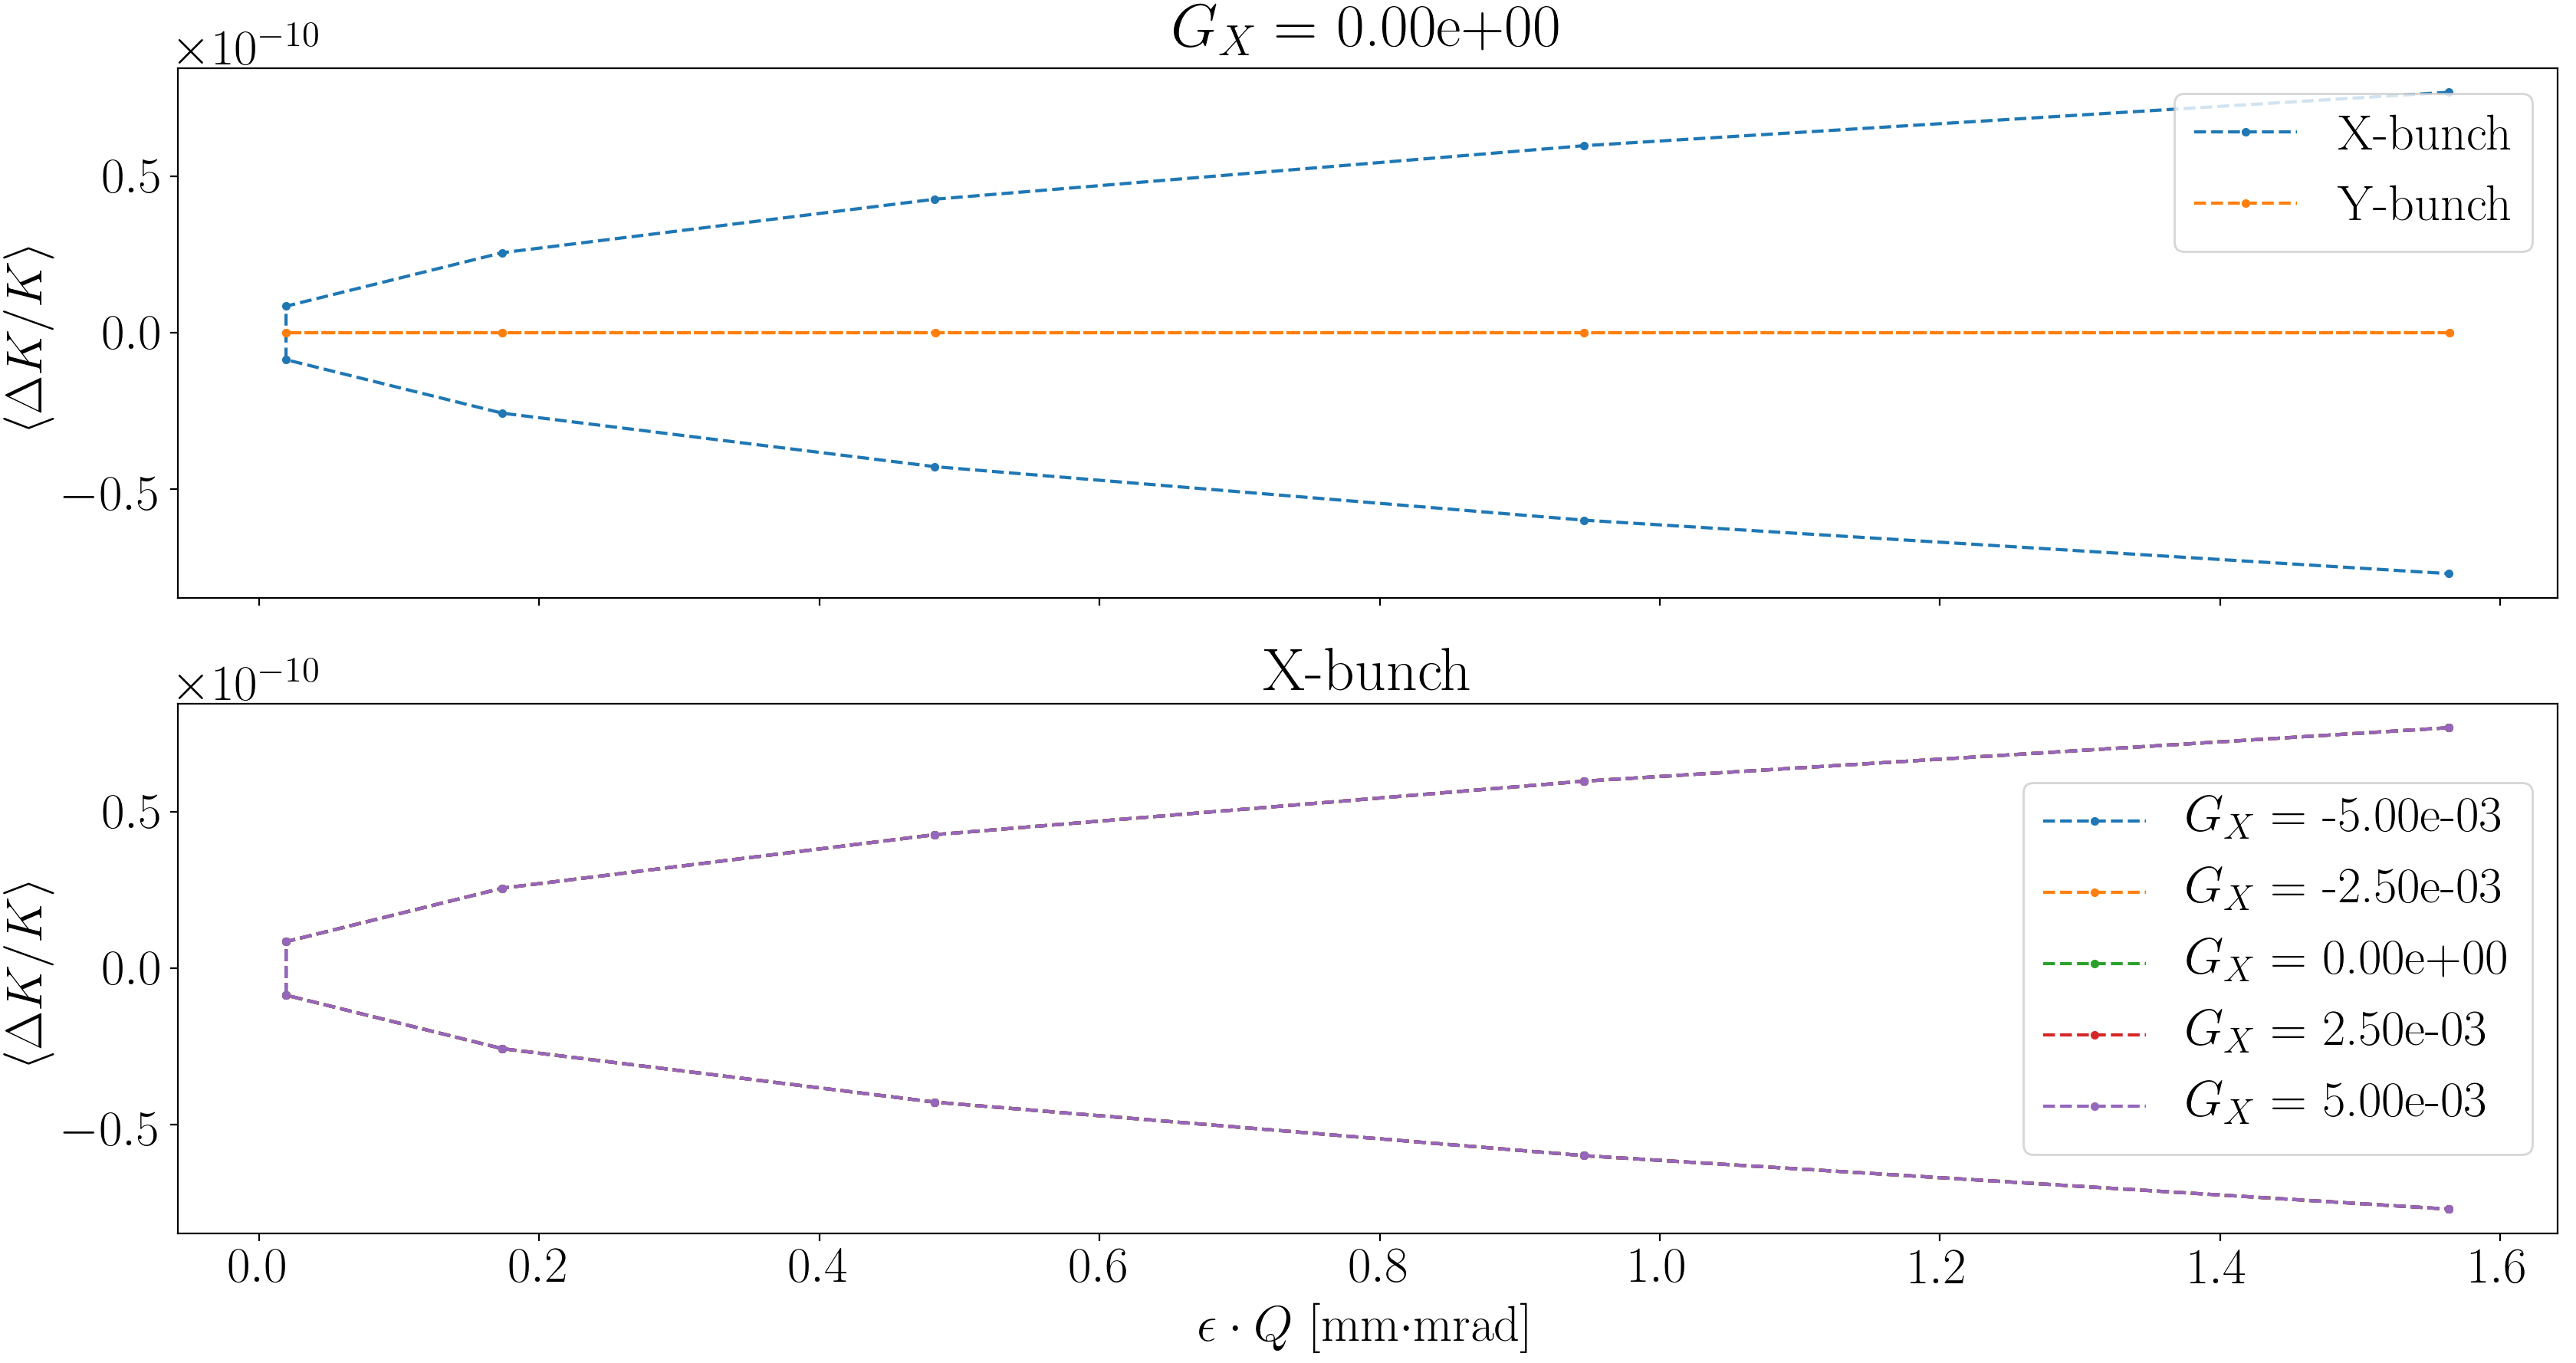 G_X = 0.00e+00
×10⁻¹⁰
0.5
0.0
−0.5
⟨ΔK/K⟩
X-bunch
Y-bunch
X-bunch
×10⁻¹⁰
0.5
0.0
−0.5
⟨ΔK/K⟩
G_X = -5.00e-03
G_X = -2.50e-03
G_X = 0.00e+00
G_X = 2.50e-03
G_X = 5.00e-03
0.0 0.2 0.4 0.6 0.8 1.0 1.2 1.4 1.6
ϵ · Q [mm·mrad]